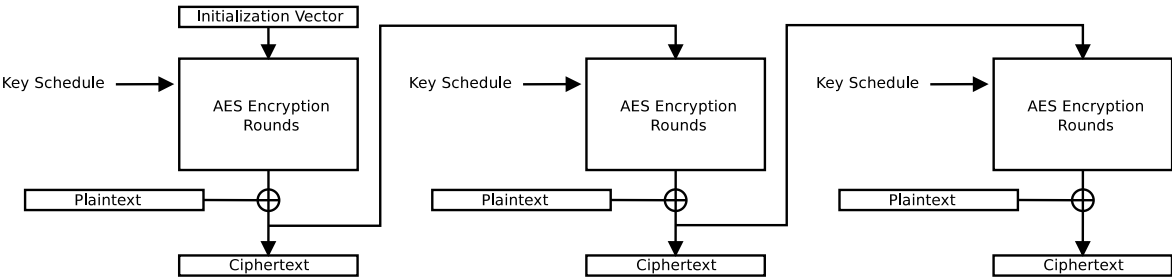 Initialization Vector
Key Schedule
AES Encryption
Rounds
Key Schedule
AES Encryption
Rounds
Key Schedule
AES Encryption
Rounds
Plaintext
Plaintext
Plaintext
Ciphertext
Ciphertext
Ciphertext